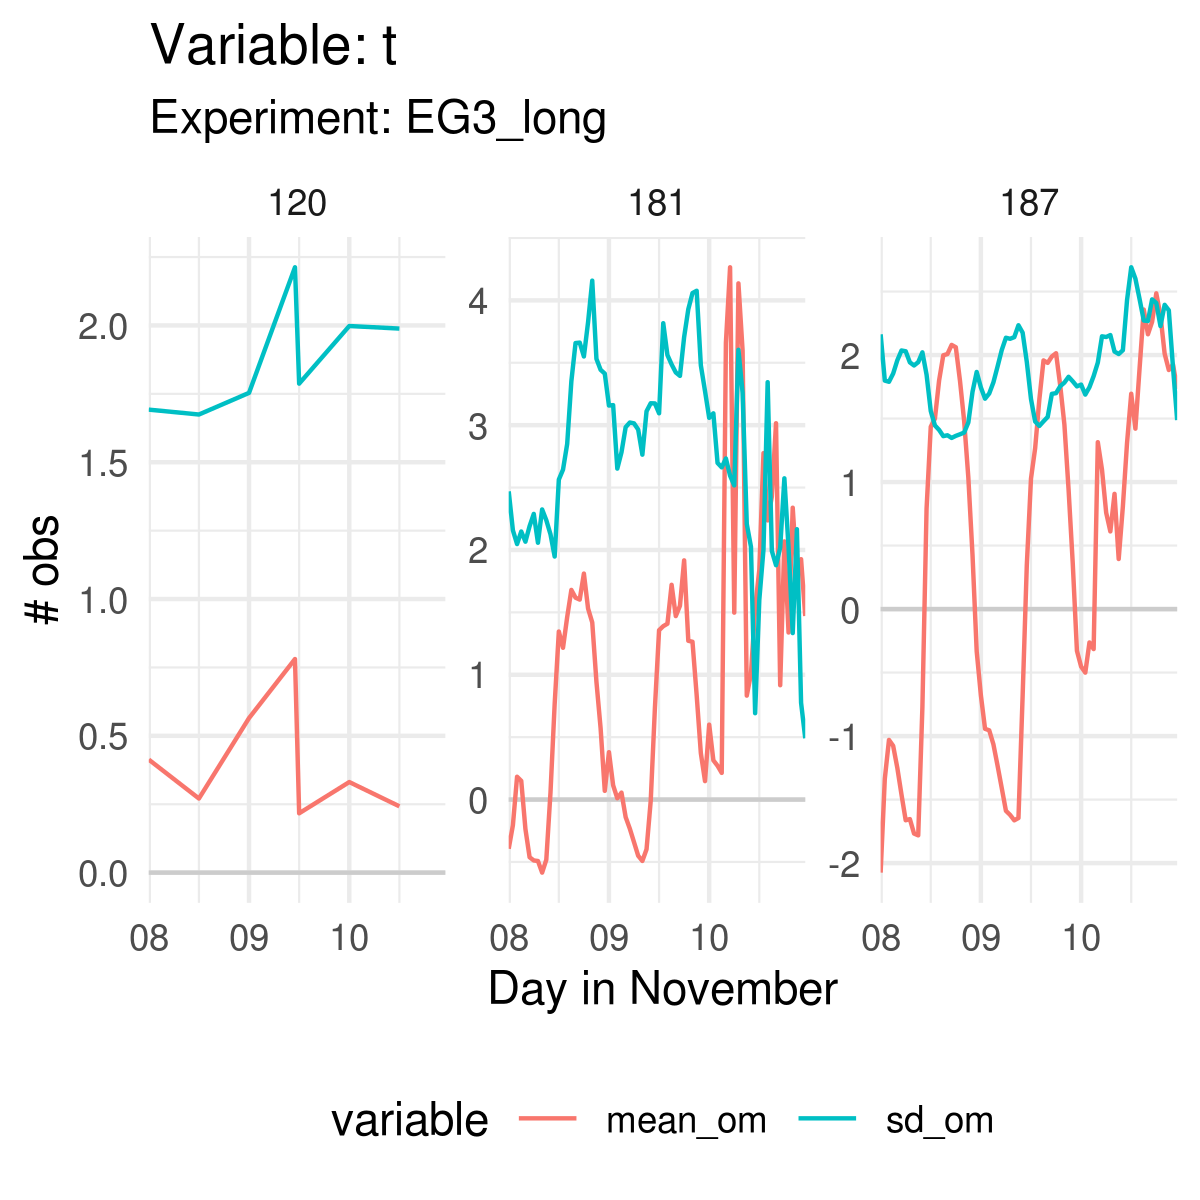 Variable: t
Experiment: EG3_long
120 181 187
# obs
2.0
1.5
1.0
0.5
0.0
4
3
2
1
0
2
1
0
-1
-2
08 09 10 08 09 10 08 09 10
Day in November
variable mean_om sd_om